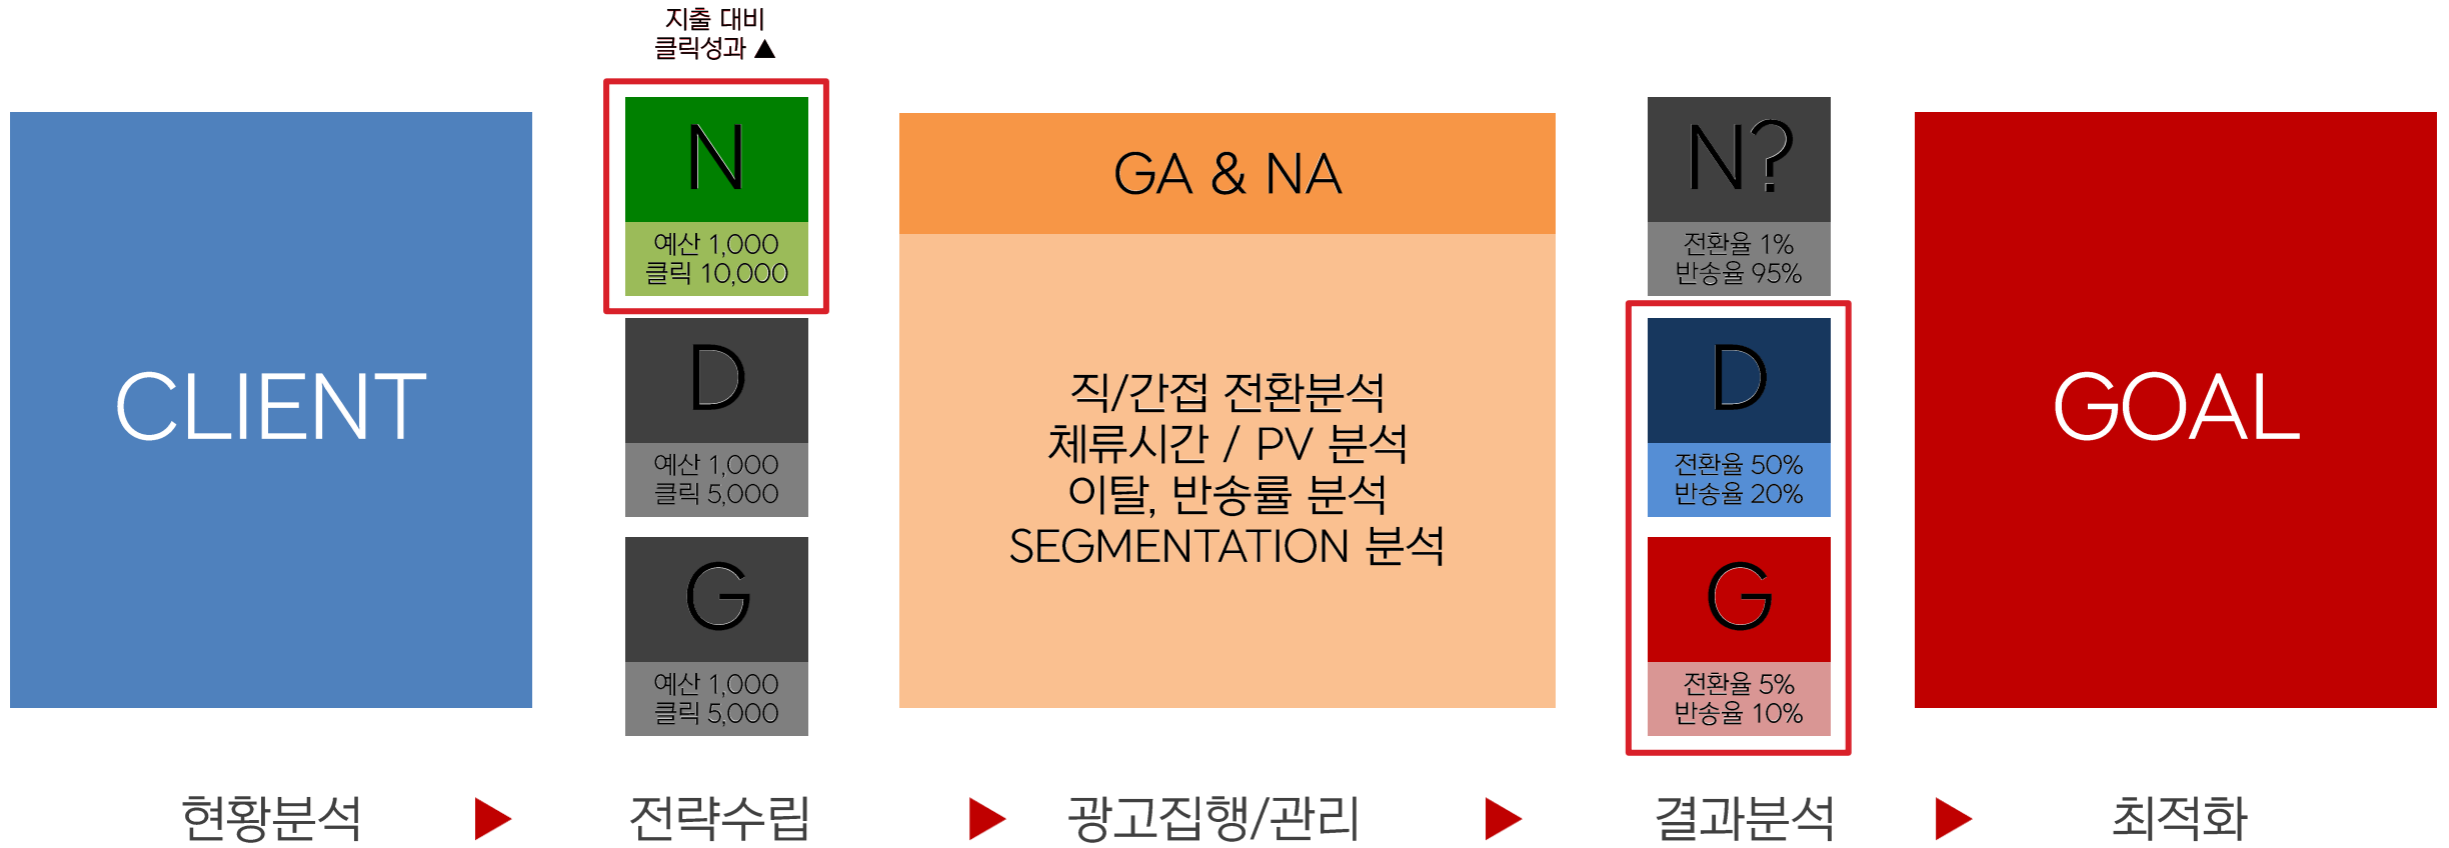 지출 대비
클릭성과 ▲
CLIENT
N
예산 1,000
클릭 10,000
D
예산 1,000
클릭 5,000
G
예산 1,000
클릭 5,000
GA & NA
직/간접 전환분석
체류시간 / PV 분석
이탈, 반송률 분석
SEGMENTATION 분석
N?
전환율 1%
반송율 95%
D
전환율 50%
반송율 20%
G
전환율 5%
반송율 10%
GOAL
현황분석 ▶ 전략수립 ▶ 광고집행/관리 ▶ 결과분석 ▶ 최적화